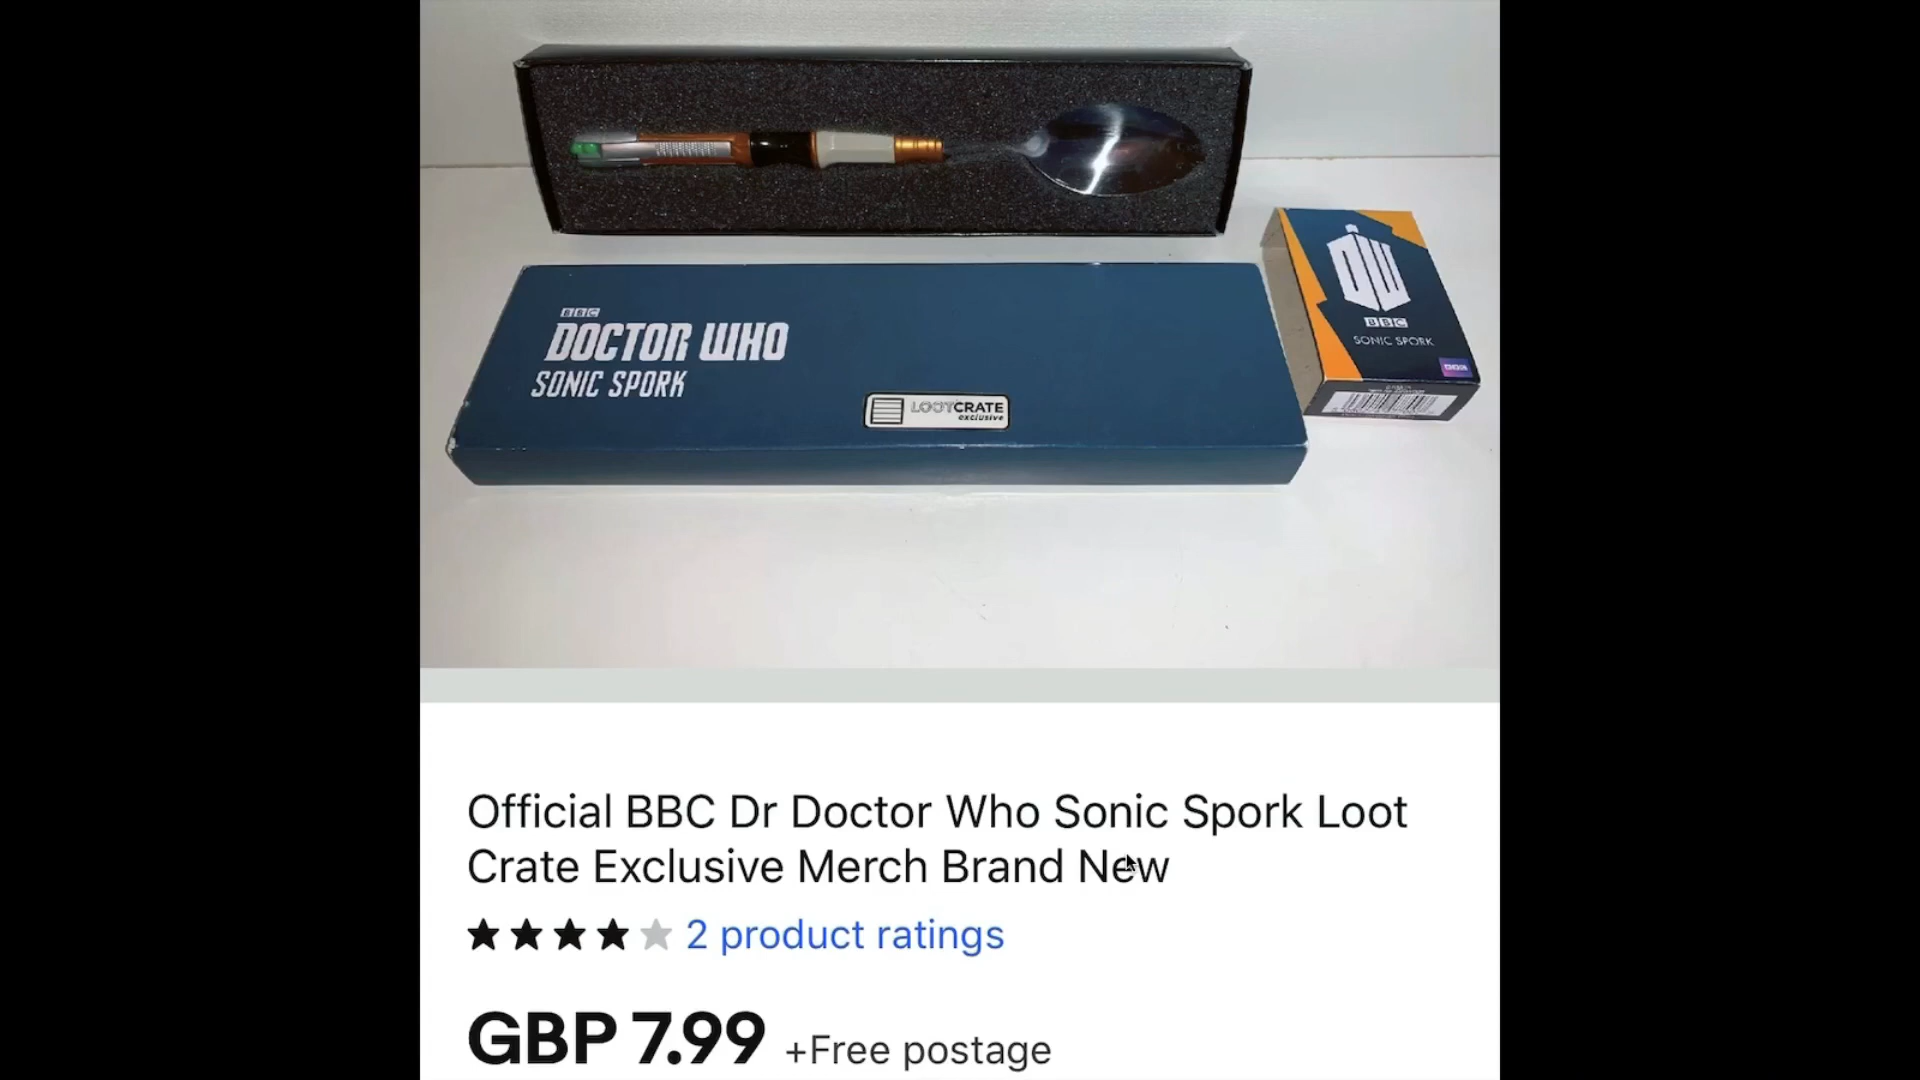 BBC
DOCTOR WHO
SONIC SPORK
LOOTCRATE
exclusive
DW
BBC
SONIC SPORK
BBC
Official BBC Dr Doctor Who Sonic Spork Loot
Crate Exclusive Merch Brand New
2 product ratings
GBP 7.99 +Free postage